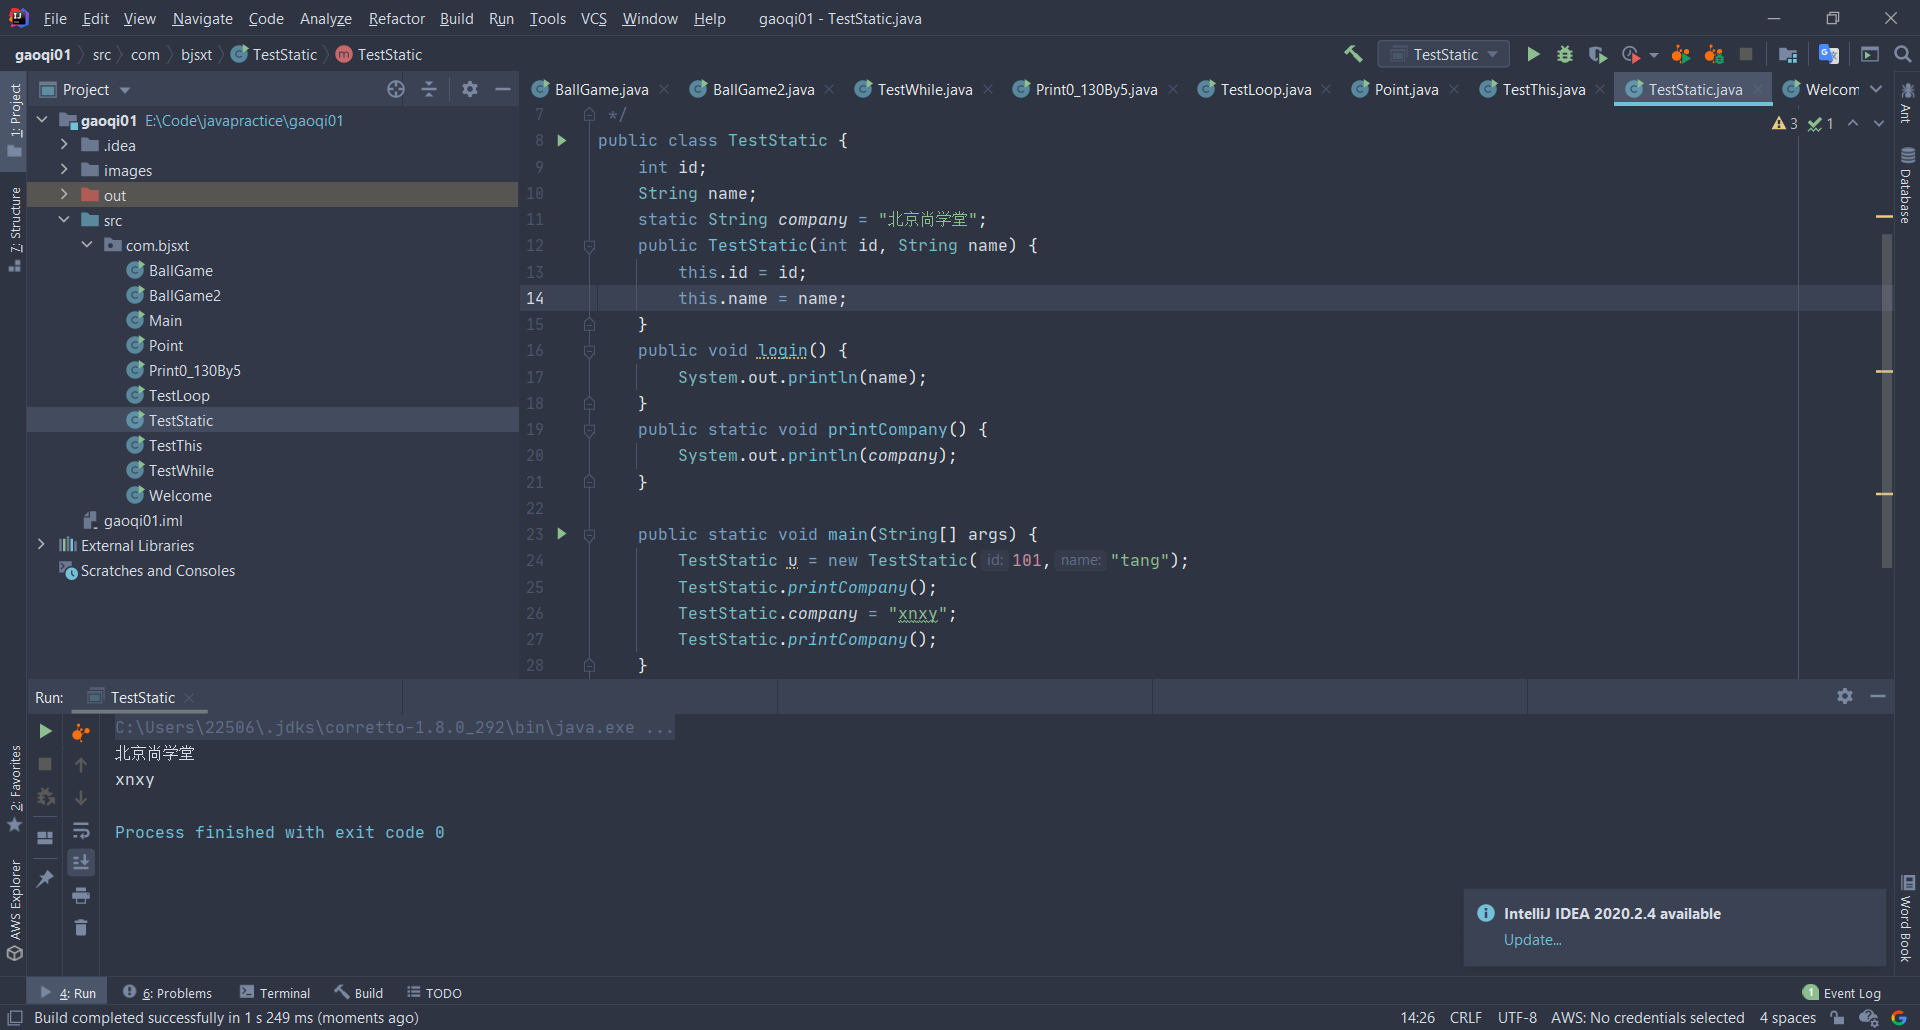 File Edit View Navigate Code Analyze Refactor Build Run Tools VCS Window Help gaoqi01 - TestStatic.java
gaoqi01 src com bjsxt TestStatic TestStatic
TestStatic
1: Project
7: Structure
2: Favorites
AWS Explorer
Project
gaoqi01 E:\Code\javapractice\gaoqi01
.idea
images
out
src
com.bjsxt
BallGame
BallGame2
Main
Point
Print0_130By5
TestLoop
TestStatic
TestThis
TestWhile
Welcome
gaoqi01.iml
External Libraries
Scratches and Consoles
BallGame.java BallGame2.java TestWhile.java Print0_130By5.java TestLoop.java Point.java TestThis.java TestStatic.java Welcom
3 1
7 */
8 public class TestStatic {
9 int id;
10 String name;
11 static String company = "北京尚学堂";
12 public TestStatic(int id, String name) {
13 this.id = id;
14 this.name = name;
15 }
16 public void login() {
17 System.out.println(name);
18 }
19 public static void printCompany() {
20 System.out.println(company);
21 }
22
23 public static void main(String[] args) {
24 TestStatic u = new TestStatic( id: 101, name: "tang");
25 TestStatic.printCompany();
26 TestStatic.company = "xnxy";
27 TestStatic.printCompany();
28 }
Ant
Database
Word Book
Run: TestStatic
C:\Users\22506\.jdks\corretto-1.8.0_292\bin\java.exe ...
北京尚学堂
xnxy
Process finished with exit code 0
IntelliJ IDEA 2020.2.4 available
Update...
4: Run 6: Problems Terminal Build TODO 1 Event Log
Build completed successfully in 1 s 249 ms (moments ago) 14:26 CRLF UTF-8 AWS: No credentials selected 4 spaces